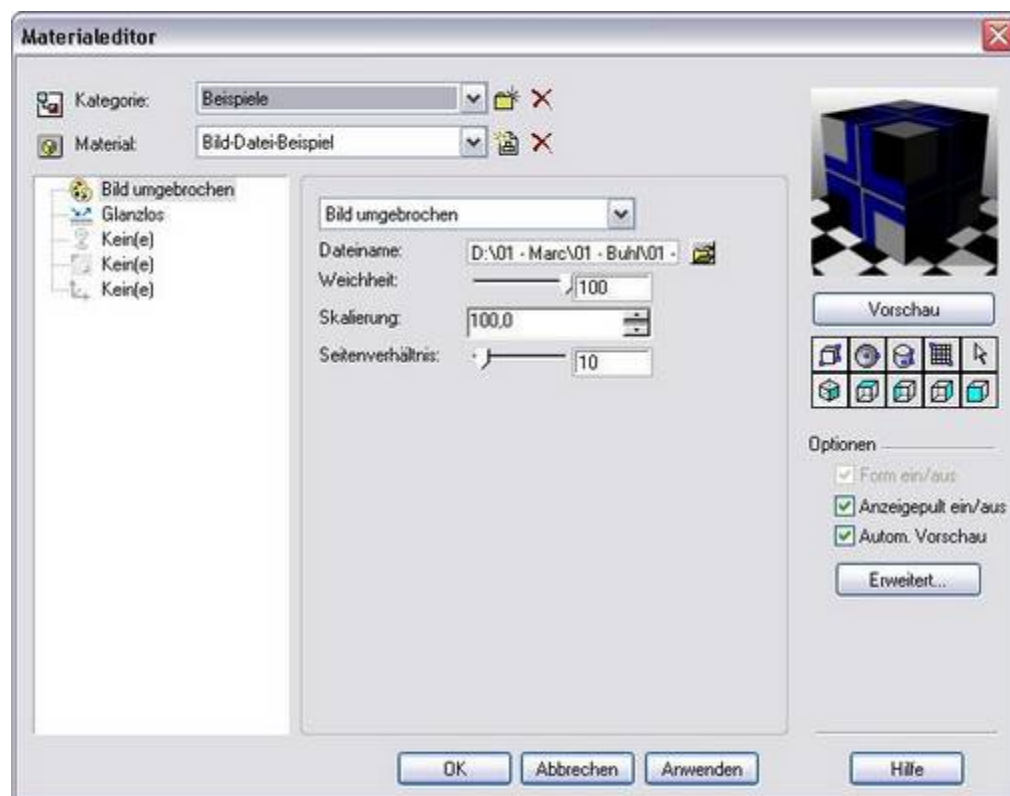 Materialeditor
Kategorie:
Beispiele
Material:
Bild-Datei-Beispiel
Bild umgebrochen
Glanzlos
Kein(e)
Kein(e)
Kein(e)
Bild umgebrochen
Dateiname:
D:\01 - Marc\01 - Buhl\01 -
Weichheit:
100
Skalierung:
100,0
Seitenverhältnis:
10
Vorschau
Optionen
Form ein/aus
Anzeigepult ein/aus
Autom. Vorschau
Erweitert...
OK
Abbrechen
Anwenden
Hilfe